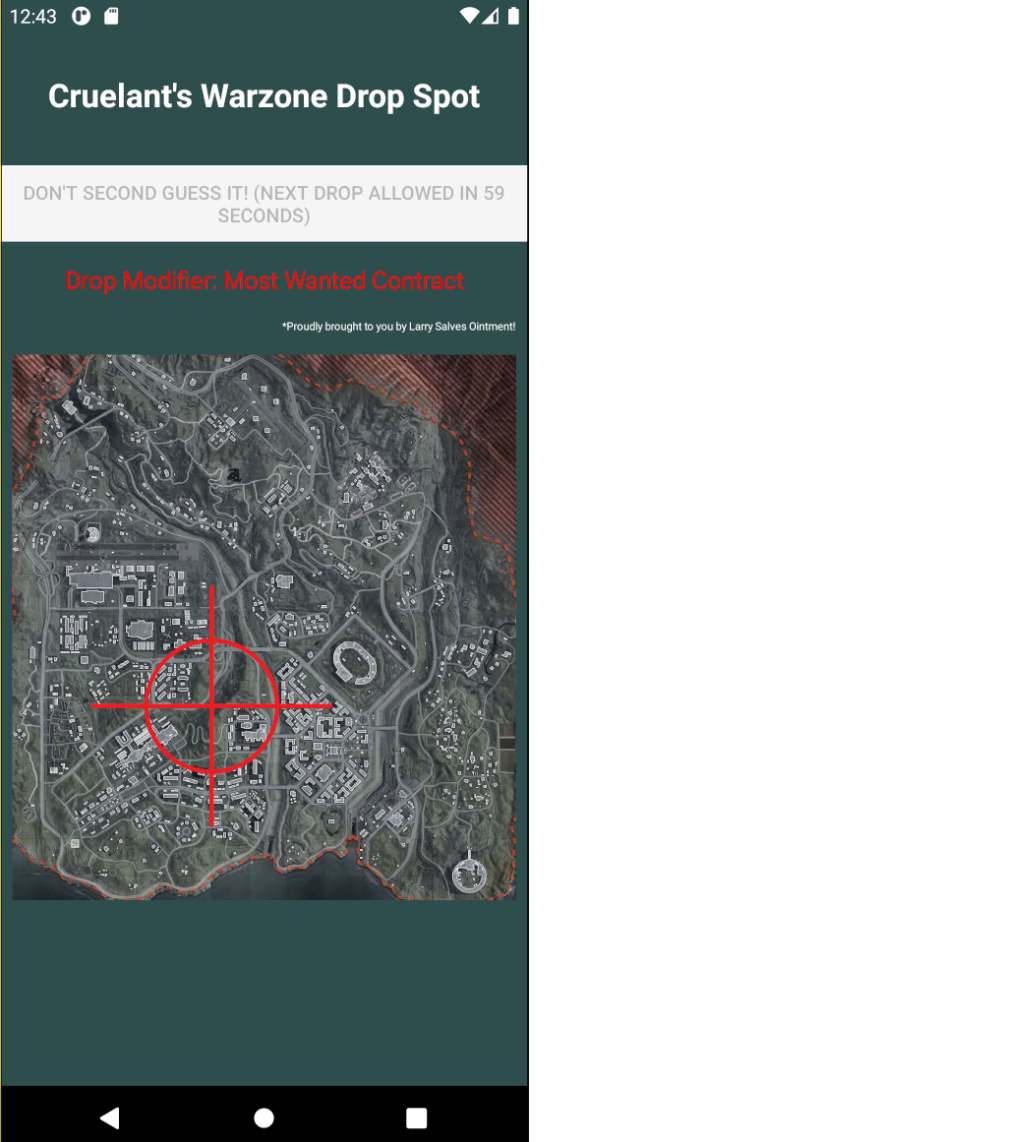 12:43
Cruelant's Warzone Drop Spot
DON'T SECOND GUESS IT! (NEXT DROP ALLOWED IN 59
SECONDS)
Drop Modifier: Most Wanted Contract
*Proudly brought to you by Larry Salves Ointment!